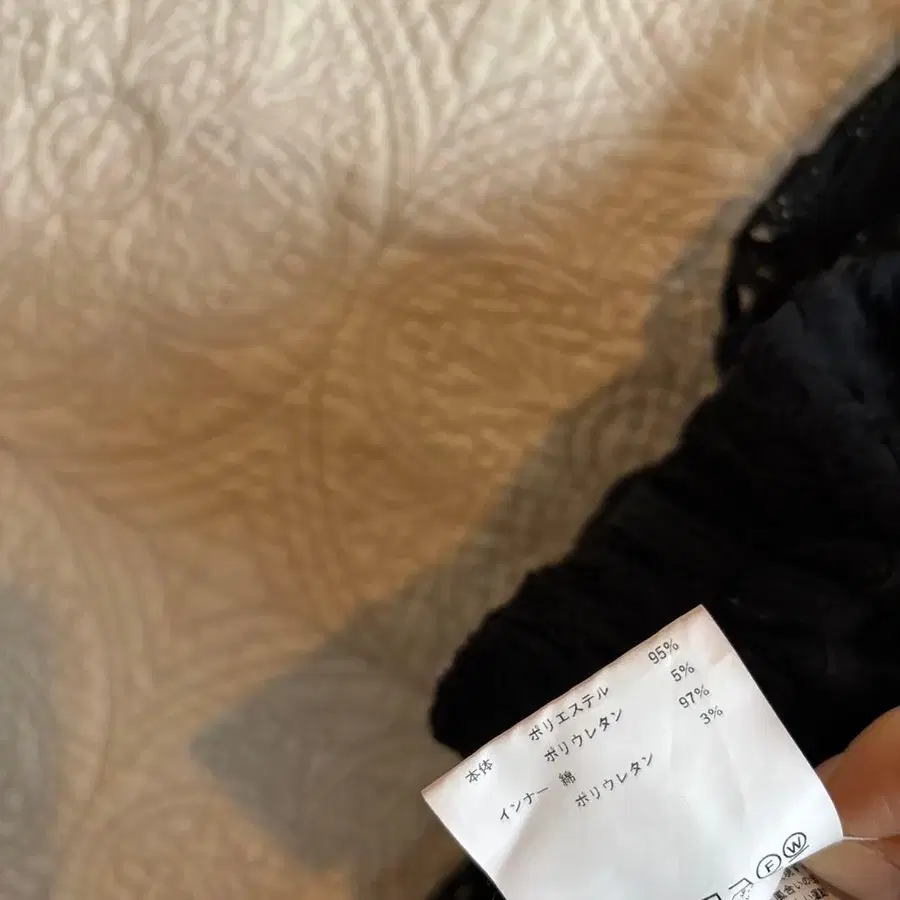 本体 ポリエステル 95%
ポリウレタン 5%
インナー 綿 97%
ポリウレタン 3%
F W